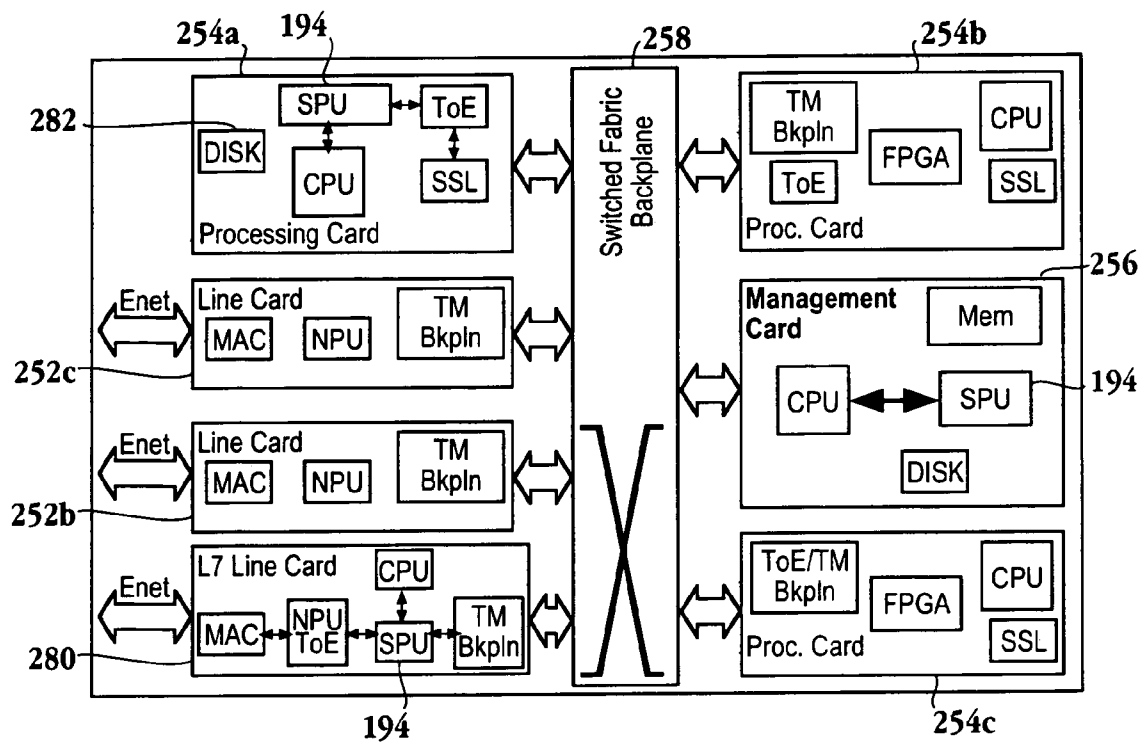 254a
194
258
254b
282
SPU
ToE
DISK
CPU
SSL
Processing Card
Switched Fabric
Backplane
TM
Bkpln
CPU
FPGA
ToE
SSL
Proc. Card
Enet
Line Card
MAC
NPU
TM
Bkpln
252c
256
Management
Card
Mem
CPU
SPU
194
DISK
Enet
Line Card
MAC
NPU
TM
Bkpln
252b
Enet
L7 Line Card
CPU
MAC
NPU
ToE
SPU
TM
Bkpln
280
194
ToE/TM
Bkpln
CPU
FPGA
SSL
Proc. Card
254c